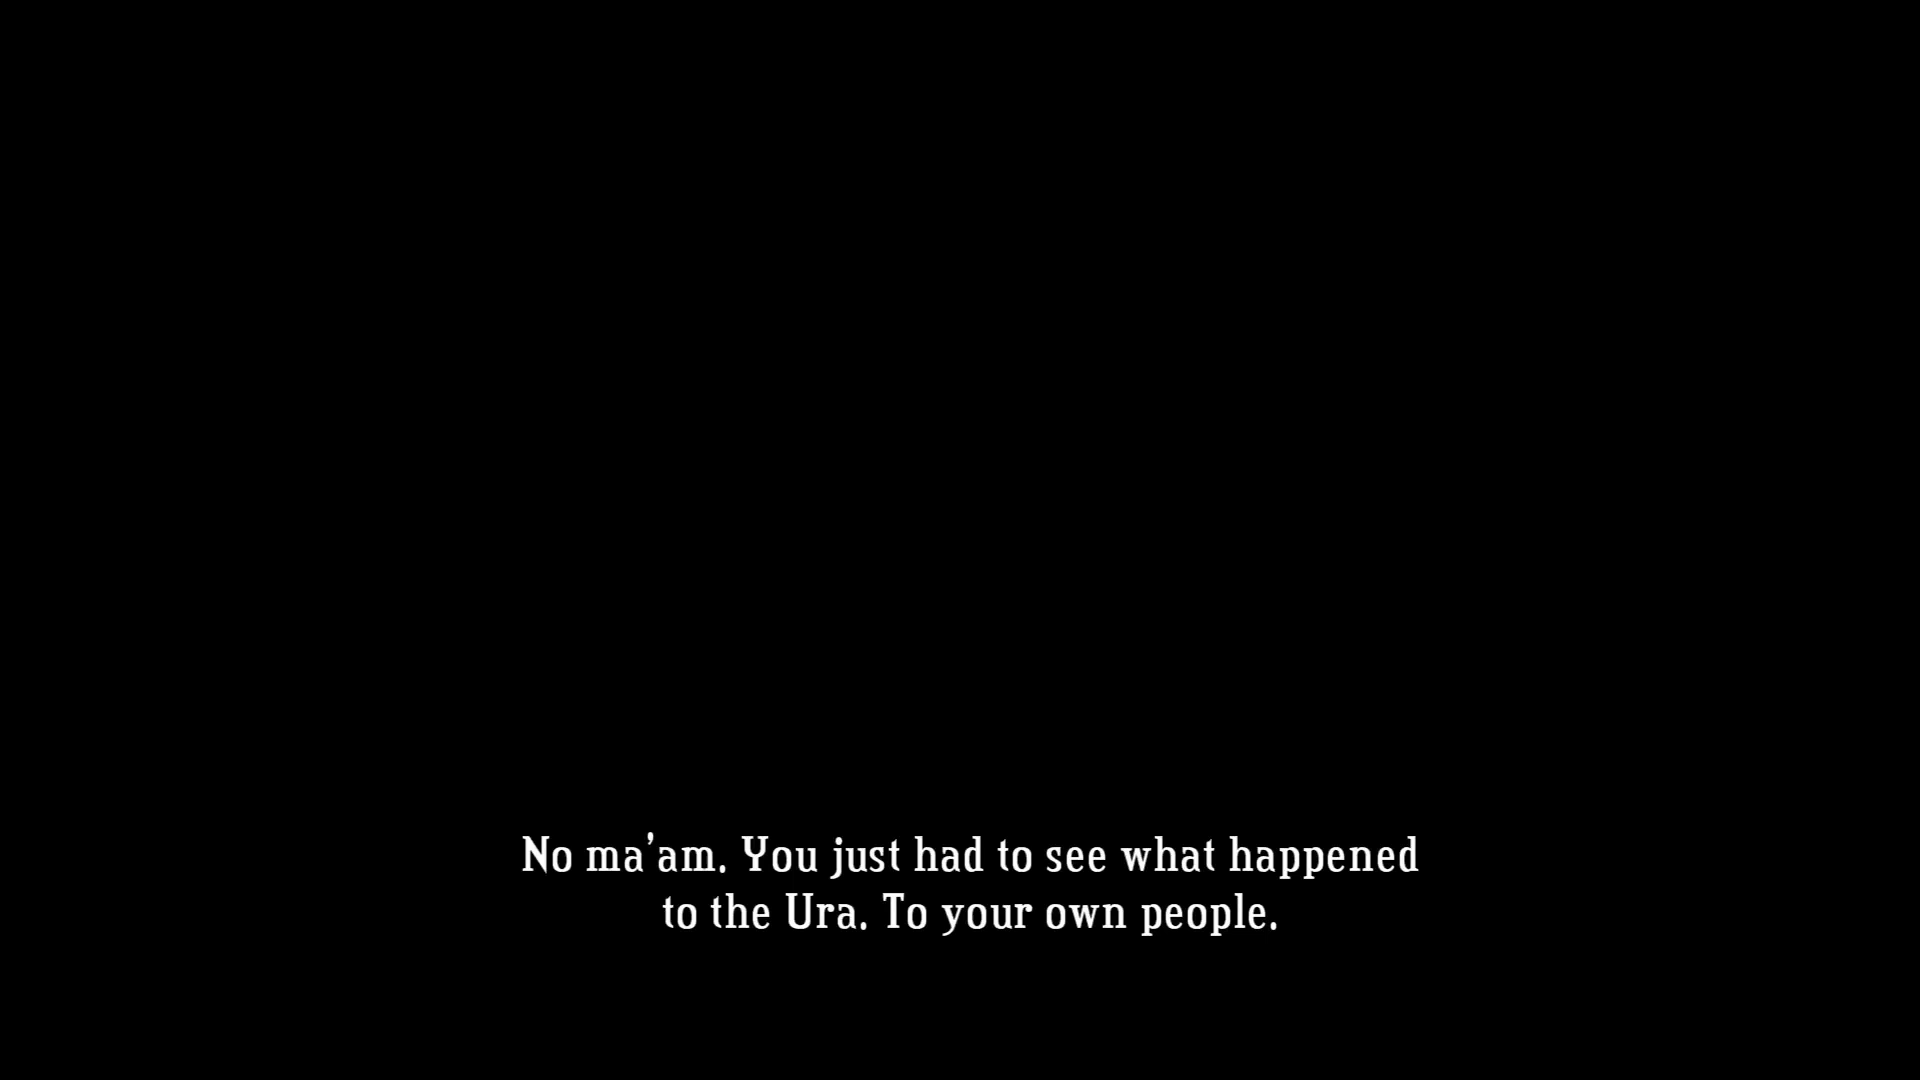 No ma’am. You just had to see what happened
to the Ura. To your own people.